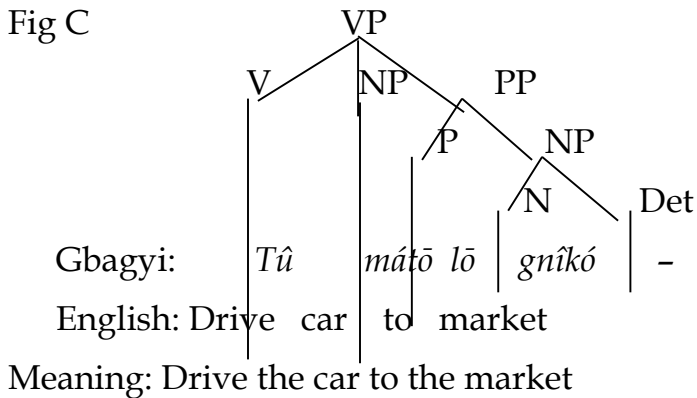 Fig C VP
V NP PP
P NP
N Det
Gbagyi: Tû mátō lō gnîkó –
English: Drive car to market
Meaning: Drive the car to the market